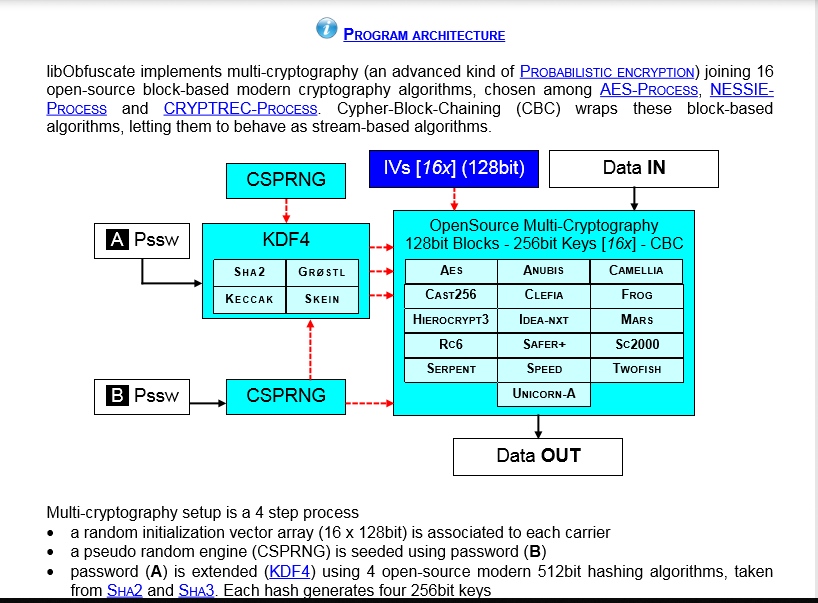 i PROGRAM ARCHITECTURE
libObfuscate implements multi-cryptography (an advanced kind of PROBABILISTIC ENCRYPTION) joining 16
open-source block-based modern cryptography algorithms, chosen among AES-PROCESS, NESSIE-
PROCESS and CRYPTREC-PROCESS. Cypher-Block-Chaining (CBC) wraps these block-based
algorithms, letting them to behave as stream-based algorithms.
CSPRNG
IVs [16x] (128bit)
Data IN
A Pssw
KDF4
SHA2 GRØSTL
KECCAK SKEIN
OpenSource Multi-Cryptography
128bit Blocks - 256bit Keys [16x] - CBC
AES ANUBIS CAMELLIA
CAST256 CLEFIA FROG
HIEROCRYPT3 IDEA-NXT MARS
RC6 SAFER+ SC2000
SERPENT SPEED TWOFISH
UNICORN-A
B Pssw
CSPRNG
Data OUT
Multi-cryptography setup is a 4 step process
• a random initialization vector array (16 x 128bit) is associated to each carrier
• a pseudo random engine (CSPRNG) is seeded using password (B)
• password (A) is extended (KDF4) using 4 open-source modern 512bit hashing algorithms, taken
from SHA2 and SHA3. Each hash generates four 256bit keys